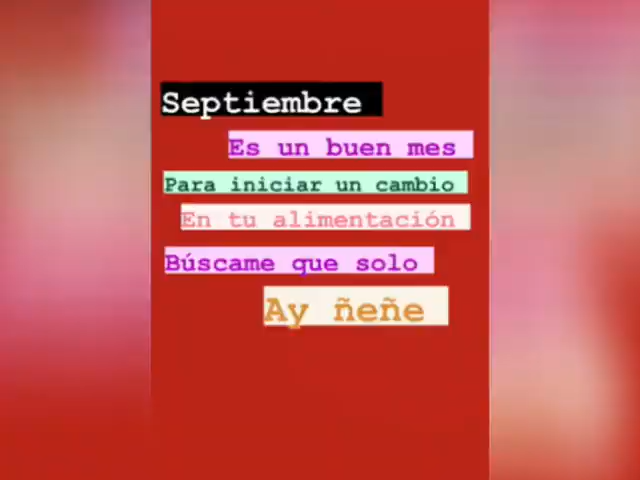 Septiembre
Es un buen mes
Para iniciar un cambio
En tu alimentación
Búscame que solo
Ay ñeñe